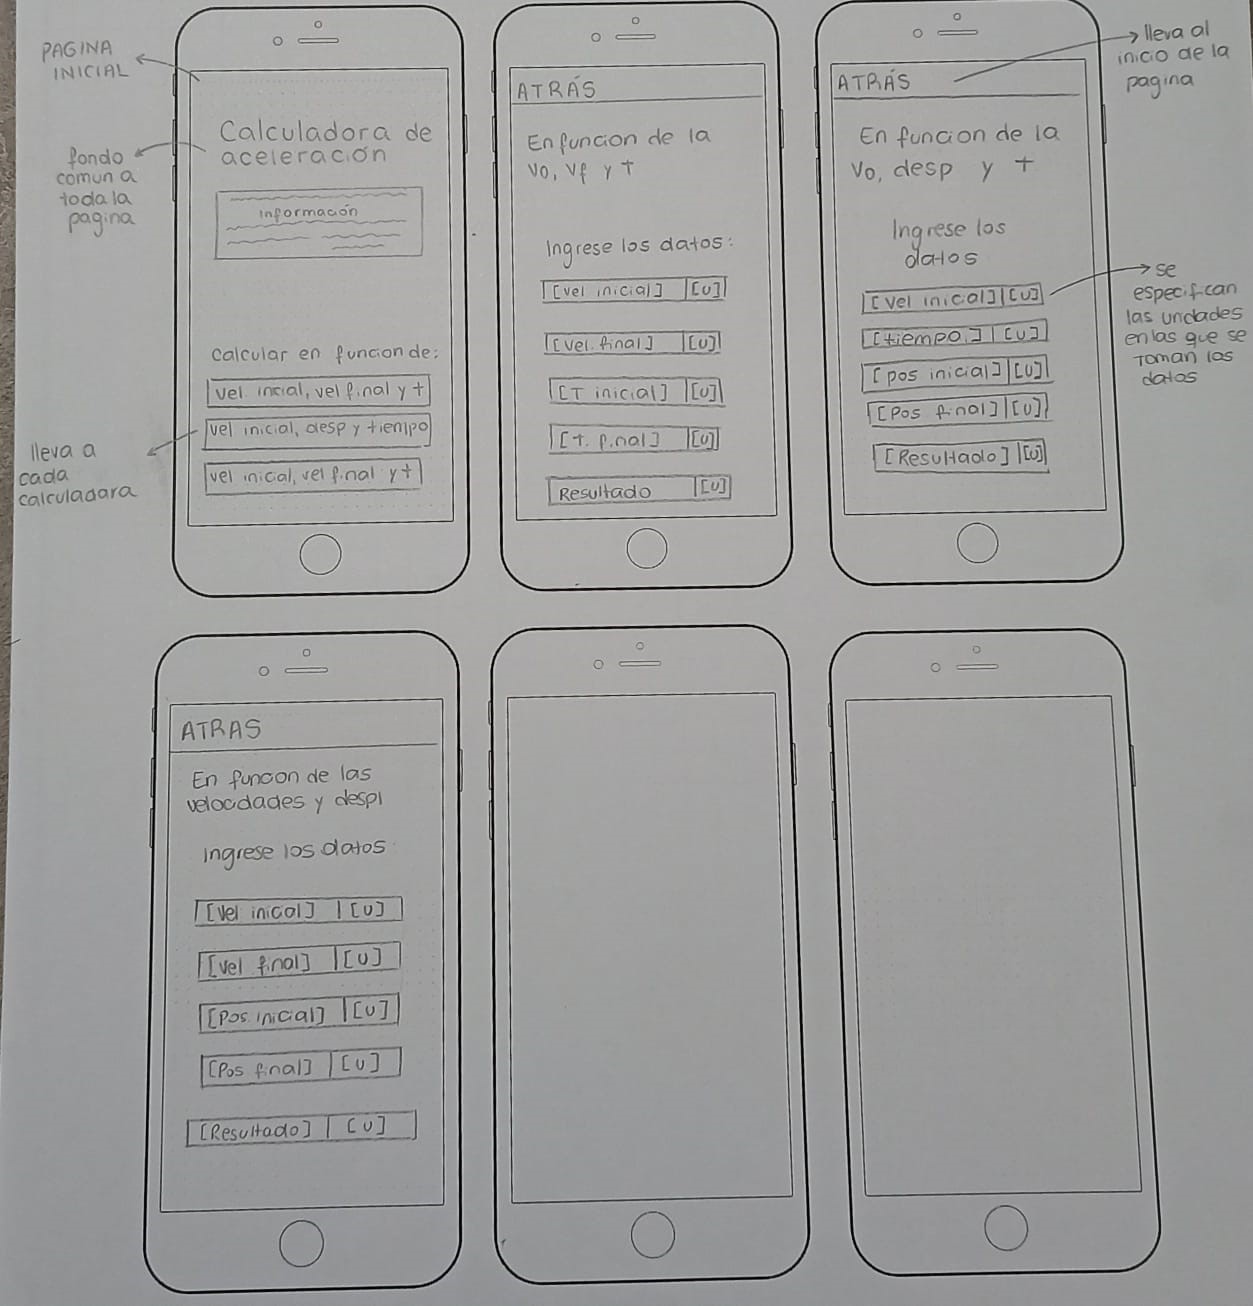 PAGINA
INICIAL
fondo
comun a
toda la
pagina
lleva a
cada
calculadara
Calculadora de
aceleración
información
calcular en funcion de:
vel. incial, vel final y t
vel inicial, desp y tiempo
vel inical, vel final y t
ATRÁS
En funcion de la
Vo, Vf y T
Ingrese los datos:
[vel inicial] [U]
[vel. final] [U]
[T inicial] [U]
[t. final] [U]
Resultado [U]
ATRÁS
En funcion de la
Vo, desp y t
Ingrese los
datos
[vel inicial] [U]
[tiempo.] [U]
[pos inicial] [U]
[Pos final] [U]
[Resultado] [U]
lleva al
inicio de la
pagina
se
especifican
las unidades
en las que se
toman los
datos
ATRAS
En funcon de las
velocdades y despl
Ingrese los datos
[Vel inical] [U]
[vel final] [U]
[Pos. inicial] [U]
[Pos final] [U]
[Resultado] [U]